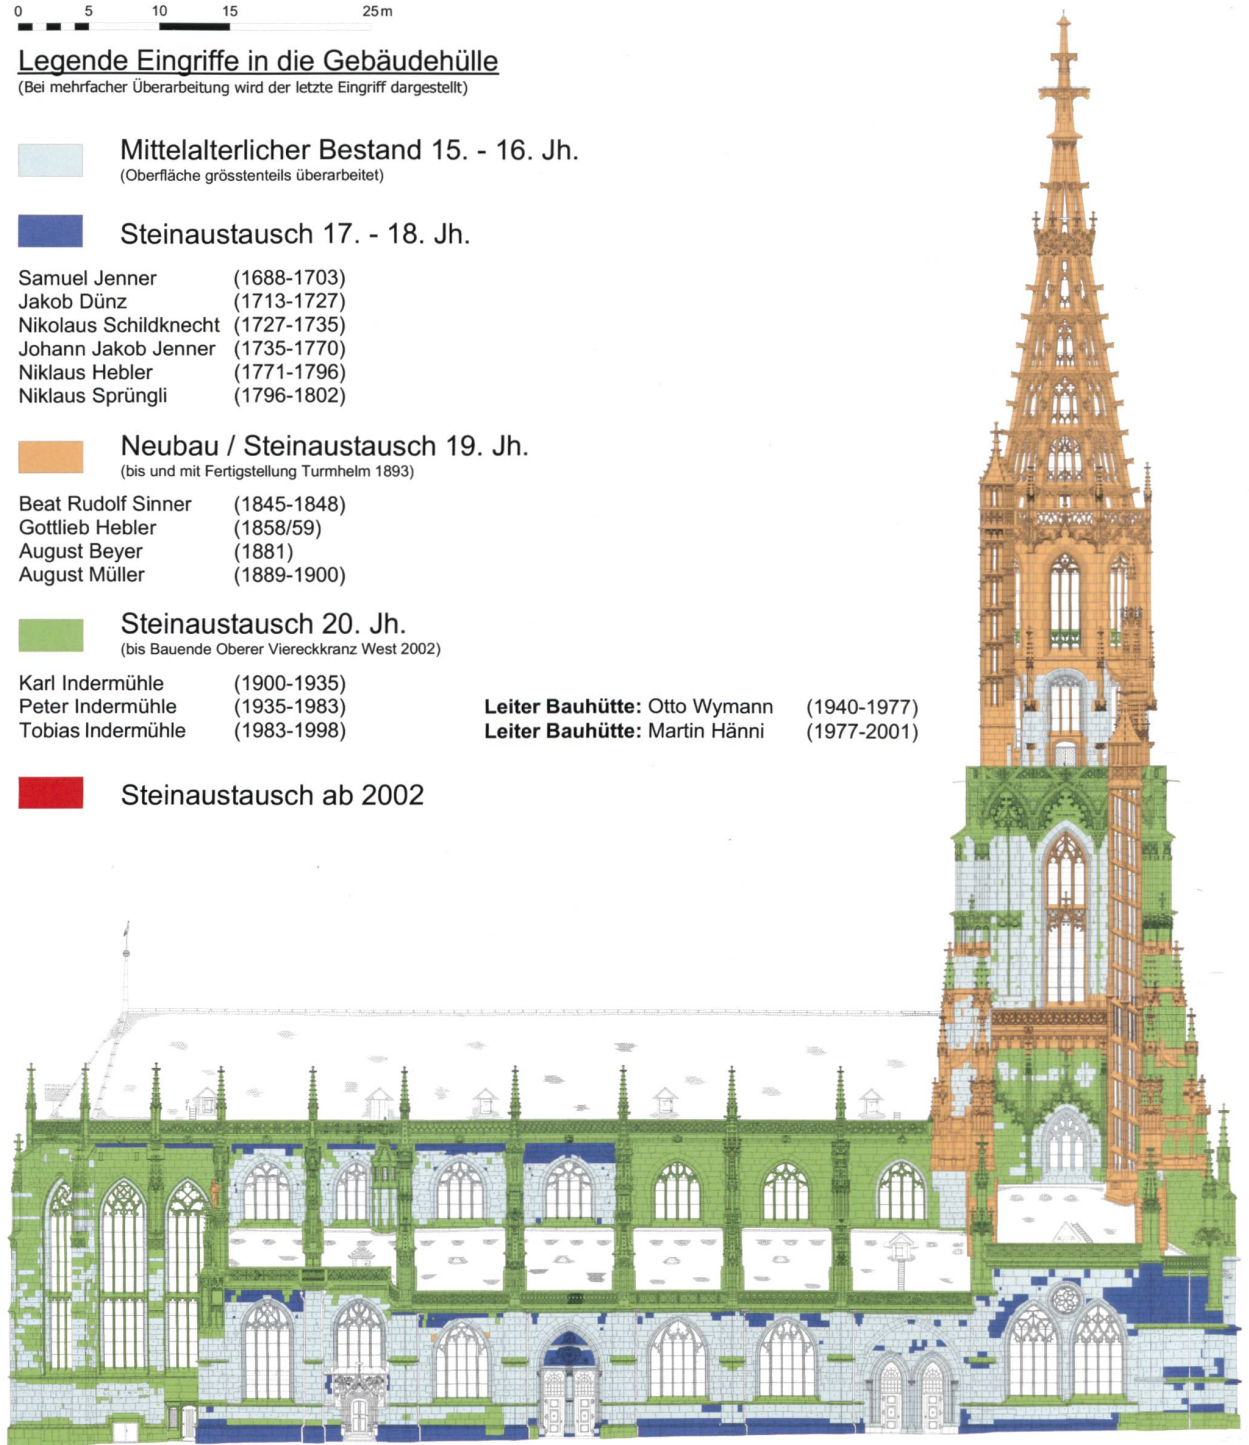 0 5 10 15 25 m
Legende Eingriffe in die Gebäudehülle
(Bei mehrfacher Überarbeitung wird der letzte Eingriff dargestellt)
Mittelalterlicher Bestand 15. - 16. Jh.
(Oberfläche grösstenteils überarbeitet)
Steinaustausch 17. - 18. Jh.
Samuel Jenner (1688-1703)
Jakob Dünz (1713-1727)
Nikolaus Schildknecht (1727-1735)
Johann Jakob Jenner (1735-1770)
Niklaus Hebler (1771-1796)
Niklaus Sprüngli (1796-1802)
Neubau / Steinaustausch 19. Jh.
(bis und mit Fertigstellung Turmhelm 1893)
Beat Rudolf Sinner (1845-1848)
Gottlieb Hebler (1858/59)
August Beyer (1881)
August Müller (1889-1900)
Steinaustausch 20. Jh.
(bis Bauende Oberer Viereckkranz West 2002)
Karl Indermühle (1900-1935)
Peter Indermühle (1935-1983) Leiter Bauhütte: Otto Wymann (1940-1977)
Tobias Indermühle (1983-1998) Leiter Bauhütte: Martin Hänni (1977-2001)
Steinaustausch ab 2002